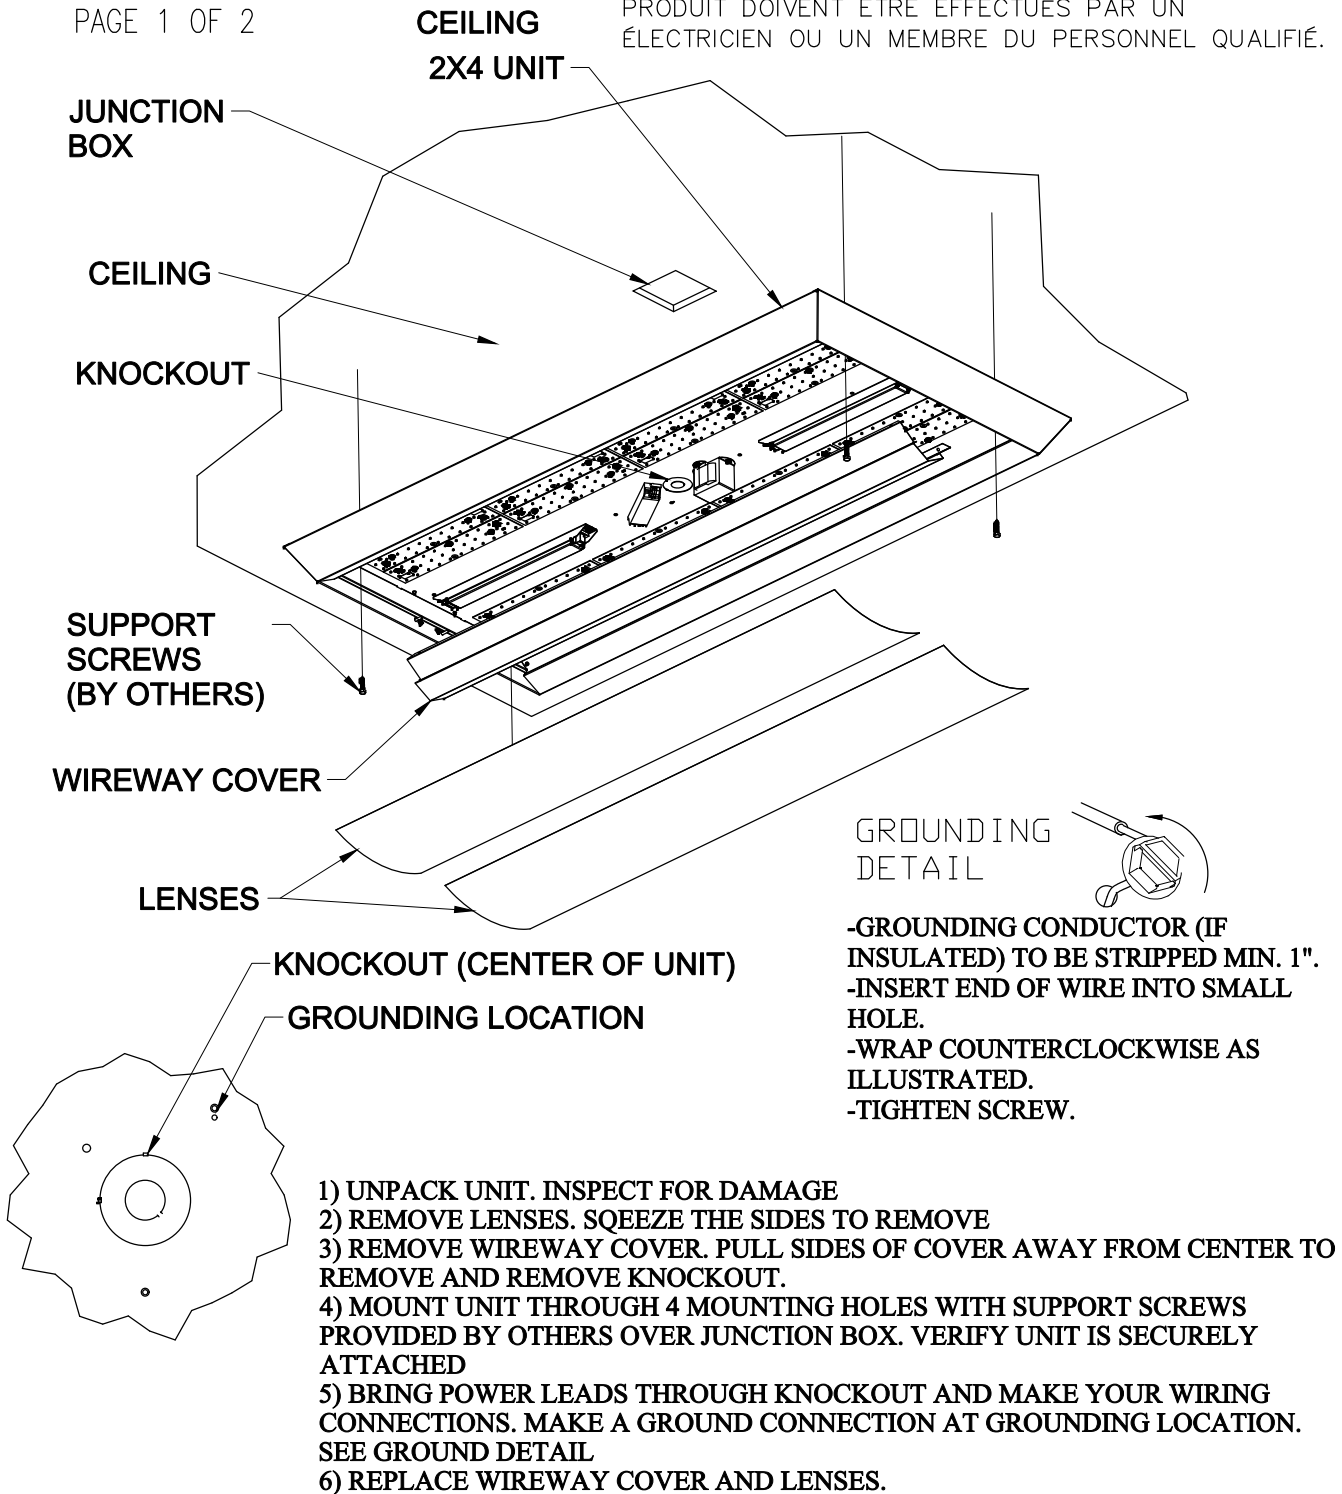 PAGE 1 OF 2
CEILING
2X4 UNIT
PRODUIT DOIVENT ÊTRE EFFECTUÉS PAR UN
ÉLECTRICIEN OU UN MEMBRE DU PERSONNEL QUALIFIÉ.
JUNCTION
BOX
CEILING
KNOCKOUT
SUPPORT
SCREWS
(BY OTHERS)
WIREWAY COVER
LENSES
GROUNDING
DETAIL
-GROUNDING CONDUCTOR (IF
INSULATED) TO BE STRIPPED MIN. 1".
-INSERT END OF WIRE INTO SMALL
HOLE.
-WRAP COUNTERCLOCKWISE AS
ILLUSTRATED.
-TIGHTEN SCREW.
KNOCKOUT (CENTER OF UNIT)
GROUNDING LOCATION
1) UNPACK UNIT. INSPECT FOR DAMAGE
2) REMOVE LENSES. SQEEZE THE SIDES TO REMOVE
3) REMOVE WIREWAY COVER. PULL SIDES OF COVER AWAY FROM CENTER TO
REMOVE AND REMOVE KNOCKOUT.
4) MOUNT UNIT THROUGH 4 MOUNTING HOLES WITH SUPPORT SCREWS
PROVIDED BY OTHERS OVER JUNCTION BOX. VERIFY UNIT IS SECURELY
ATTACHED
5) BRING POWER LEADS THROUGH KNOCKOUT AND MAKE YOUR WIRING
CONNECTIONS. MAKE A GROUND CONNECTION AT GROUNDING LOCATION.
SEE GROUND DETAIL
6) REPLACE WIREWAY COVER AND LENSES.